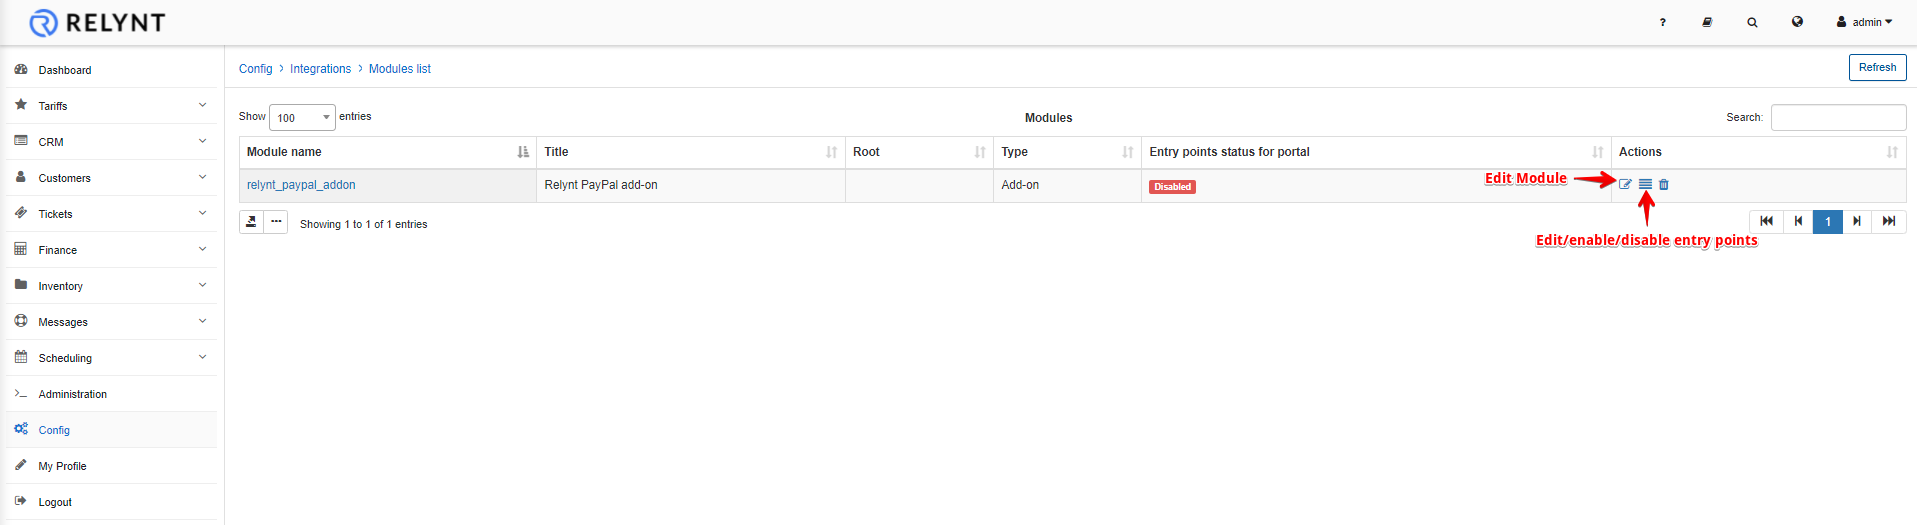 RELYNT
? admin
Dashboard
Tariffs
CRM
Customers
Tickets
Finance
Inventory
Messages
Scheduling
Administration
Config
My Profile
Logout
Config > Integrations > Modules list
Refresh
Show 100 entries
Modules
Search:
Module name Title Root Type Entry points status for portal Actions
relynt_paypal_addon Relynt PayPal add-on Add-on Disabled
Edit Module
Showing 1 to 1 of 1 entries
1
Edit/enable/disable entry points